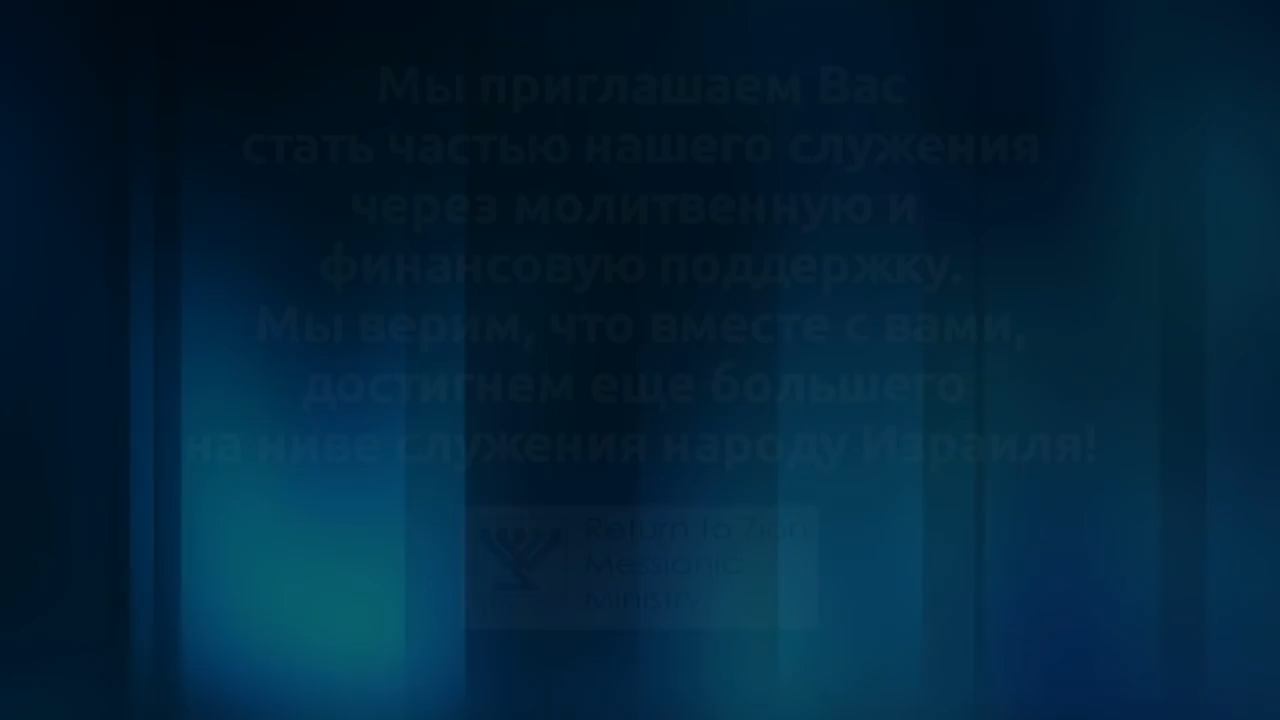 Мы приглашаем Вас
стать частью нашего служения
через молитвенную и
финансовую поддержку.
Мы верим, что вместе с вами,
достигнем еще большего
на ниве служения народу Израиля!
Return to Zion
Messianic
Ministry